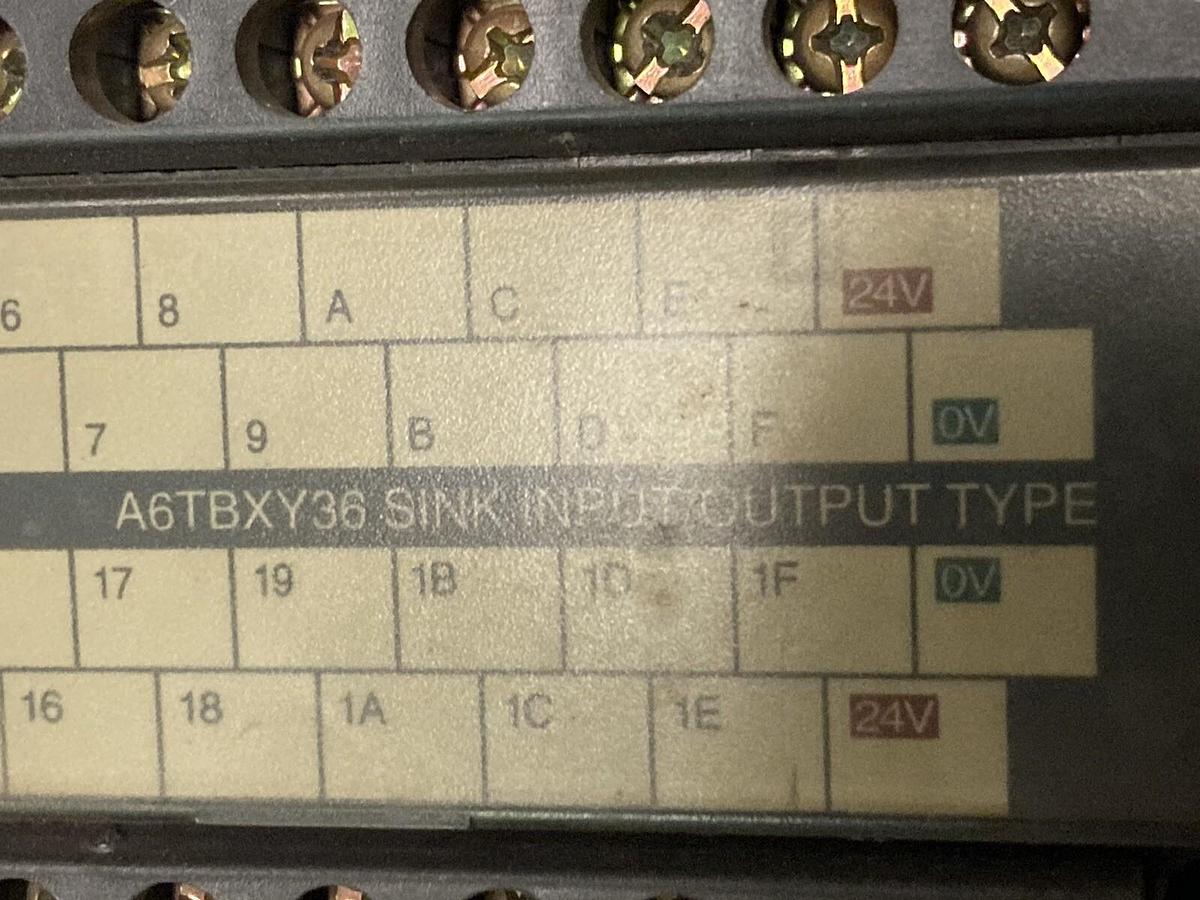 6 8 A C E 24V
7 9 B D F 0V
A6TBXY36 SINK INPUT/OUTPUT TYPE
17 19 1B 1D 1F 0V
16 18 1A 1C 1E 24V